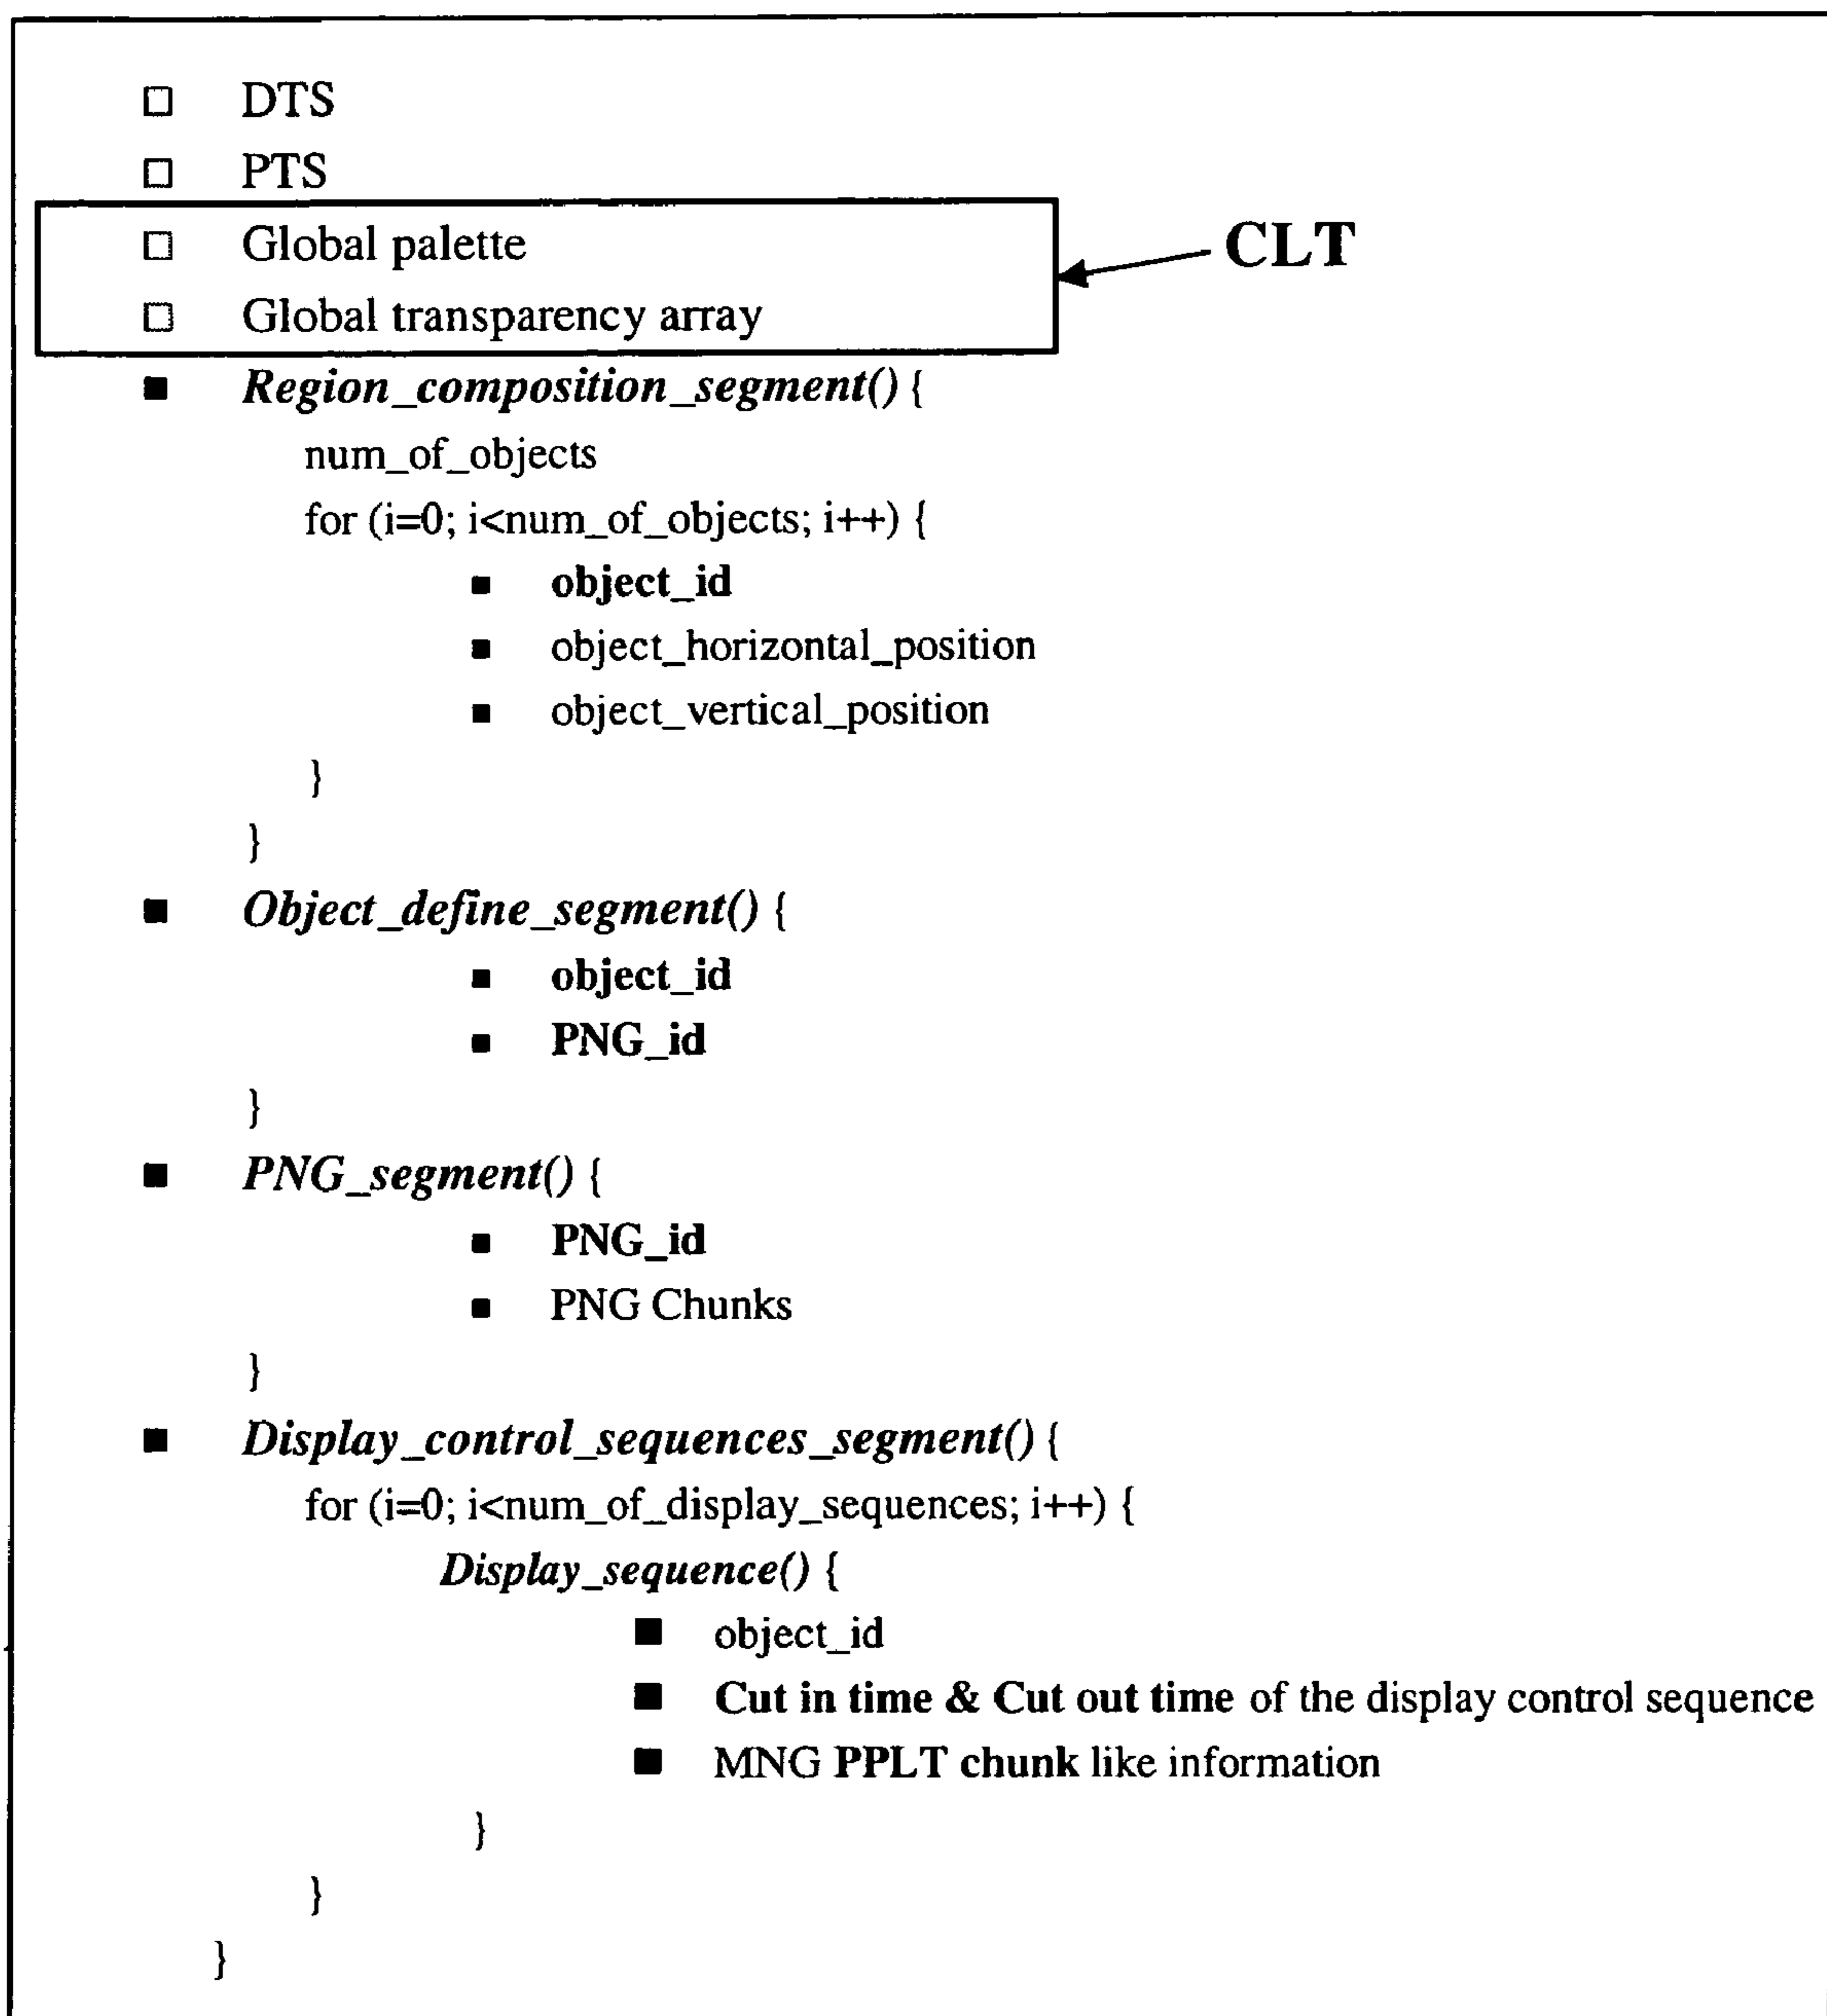 DTS
PTS
Global palette
CLT
Global transparency array
Region_composition_segment() {
num_of_objects
for (i=0; i<num_of_objects; i++) {
object_id
object_horizontal_position
object_vertical_position
}
}
Object_define_segment() {
object_id
PNG_id
}
PNG_segment() {
PNG_id
PNG Chunks
}
Display_control_sequences_segment() {
for (i=0; i<num_of_display_sequences; i++) {
Display_sequence() {
object_id
Cut in time & Cut out time of the display control sequence
MNG PPLT chunk like information
}
}
}